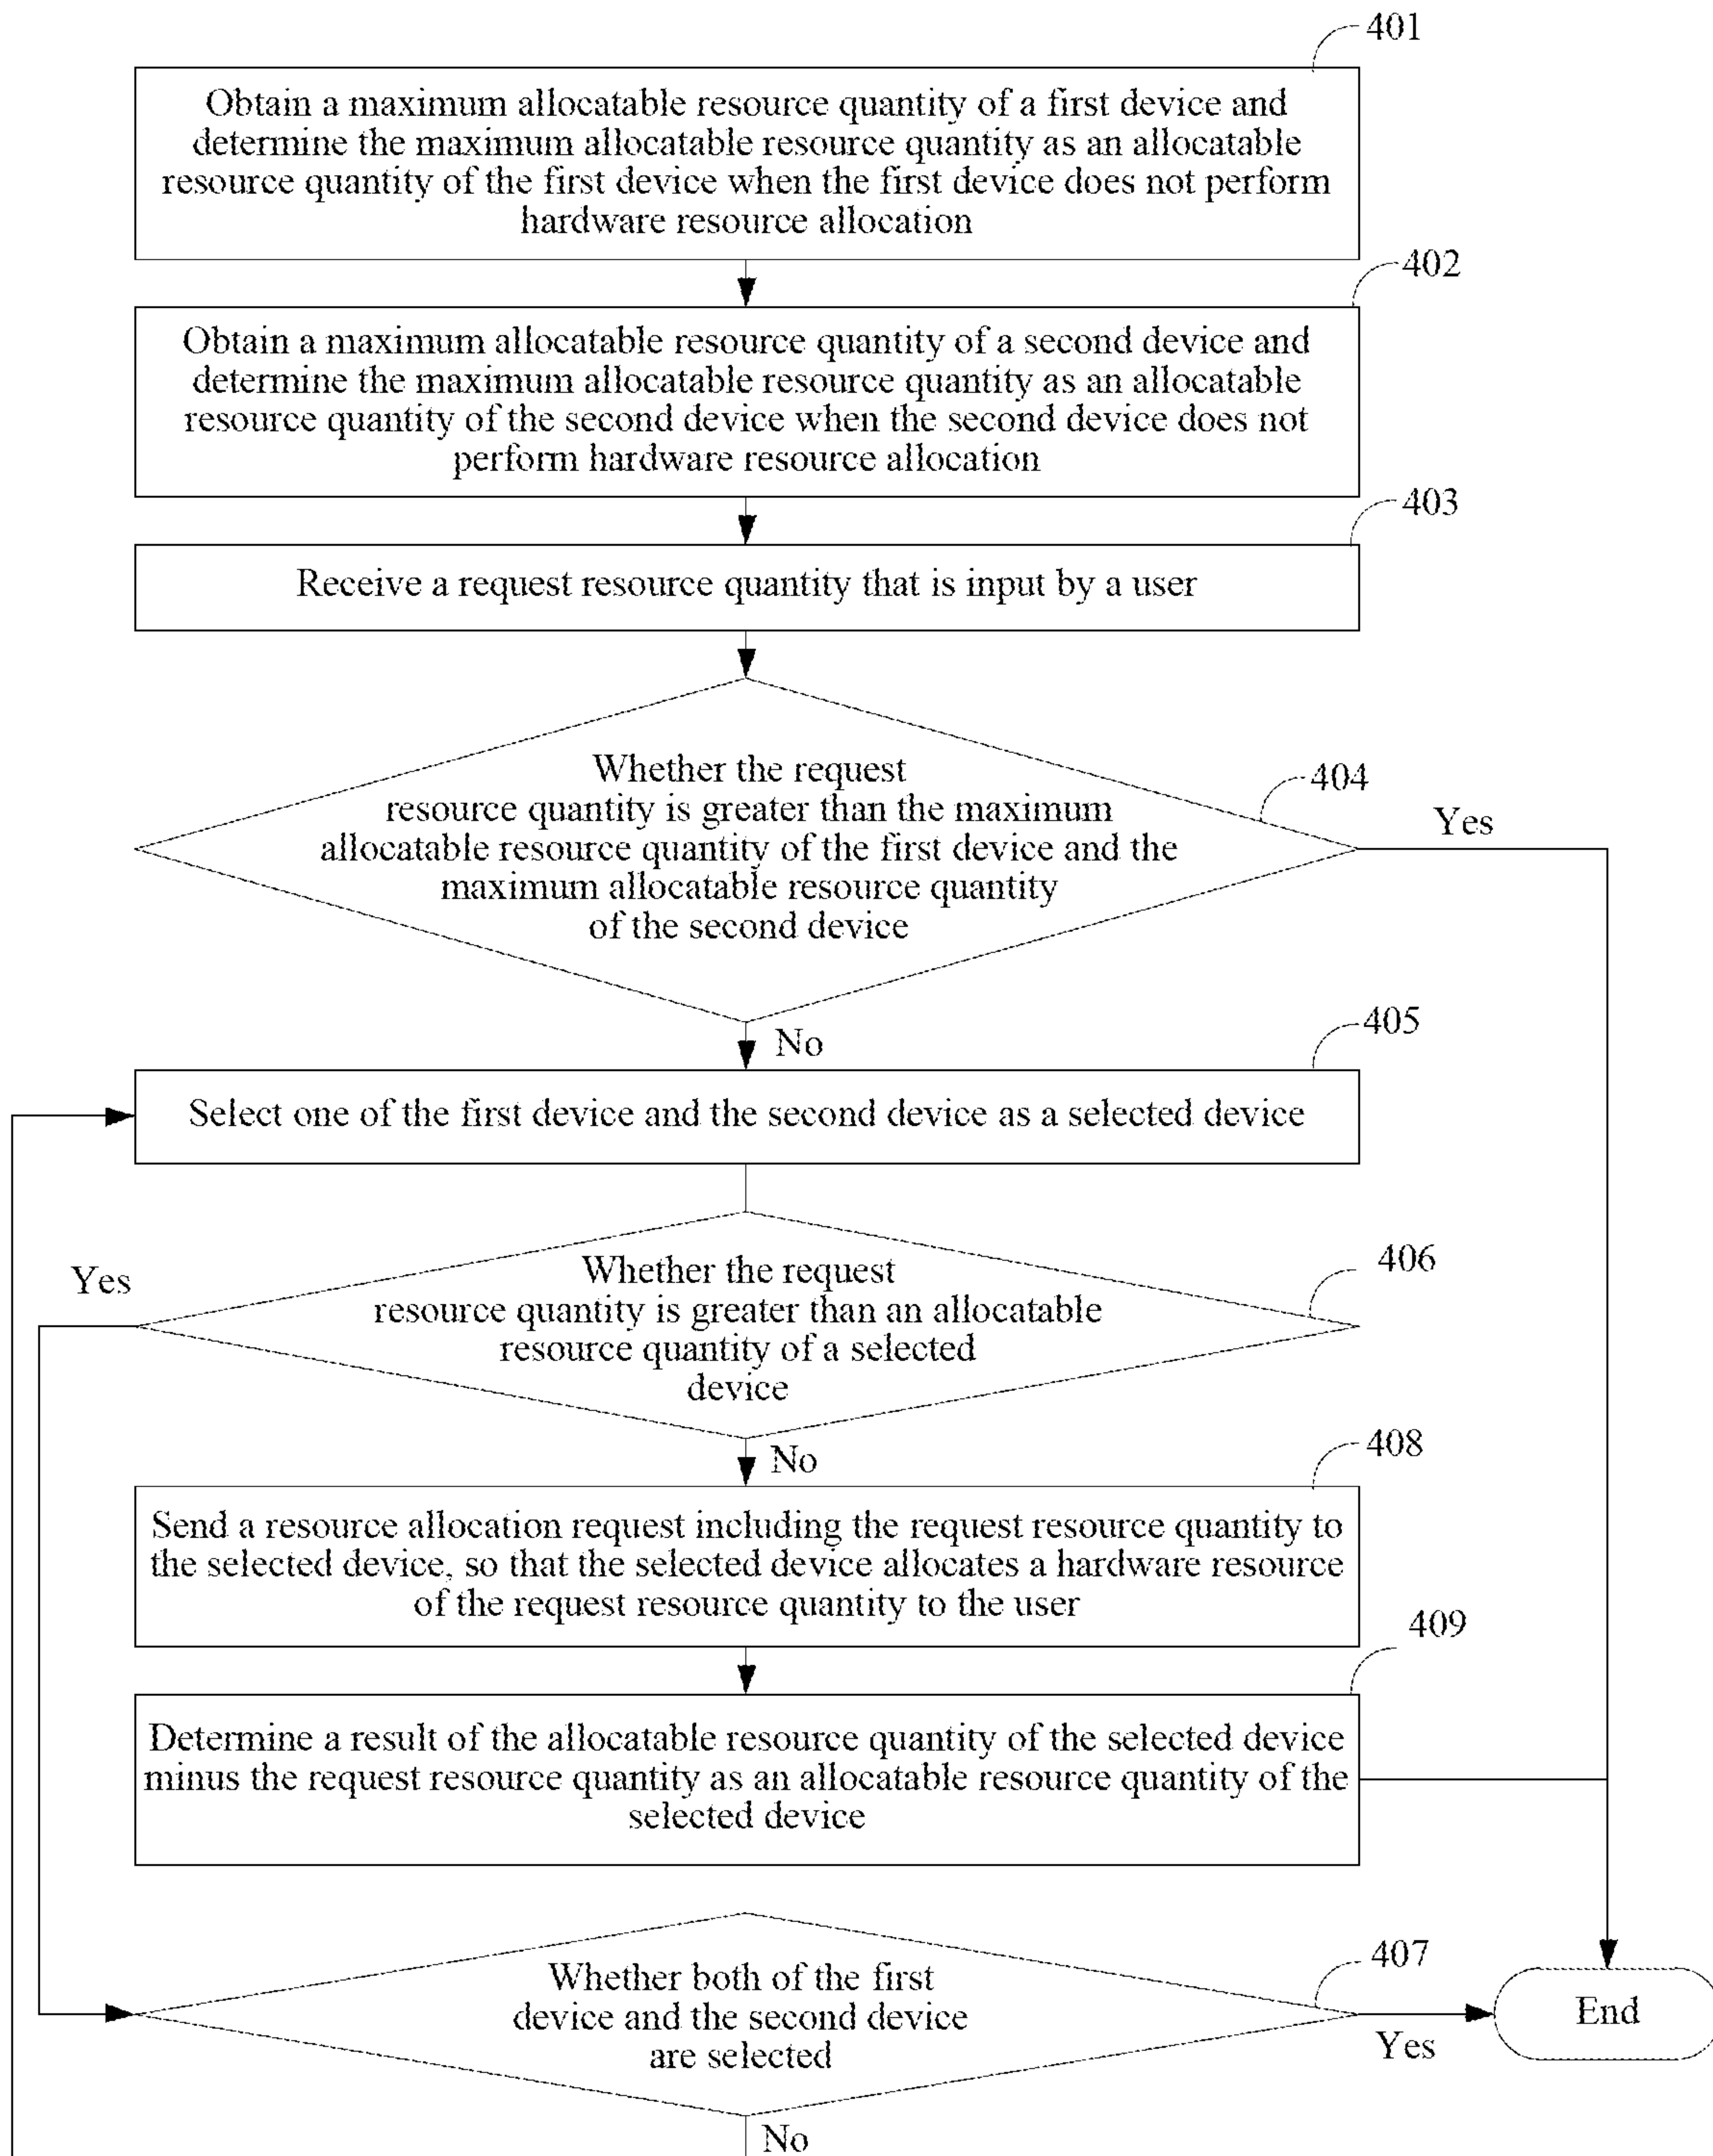 401
Obtain a maximum allocatable resource quantity of a first device and
determine the maximum allocatable resource quantity as an allocatable
resource quantity of the first device when the first device does not perform
hardware resource allocation
402
Obtain a maximum allocatable resource quantity of a second device and
determine the maximum allocatable resource quantity as an allocatable
resource quantity of the second device when the second device does not
perform hardware resource allocation
403
Receive a request resource quantity that is input by a user
404
Whether the request
resource quantity is greater than the maximum
allocatable resource quantity of the first device and the
maximum allocatable resource quantity
of the second device
Yes
No
405
Select one of the first device and the second device as a selected device
406
Whether the request
resource quantity is greater than an allocatable
resource quantity of a selected
device
Yes
No
408
Send a resource allocation request including the request resource quantity to
the selected device, so that the selected device allocates a hardware resource
of the request resource quantity to the user
409
Determine a result of the allocatable resource quantity of the selected device
minus the request resource quantity as an allocatable resource quantity of the
selected device
407
Whether both of the first
device and the second device
are selected
Yes
End
No